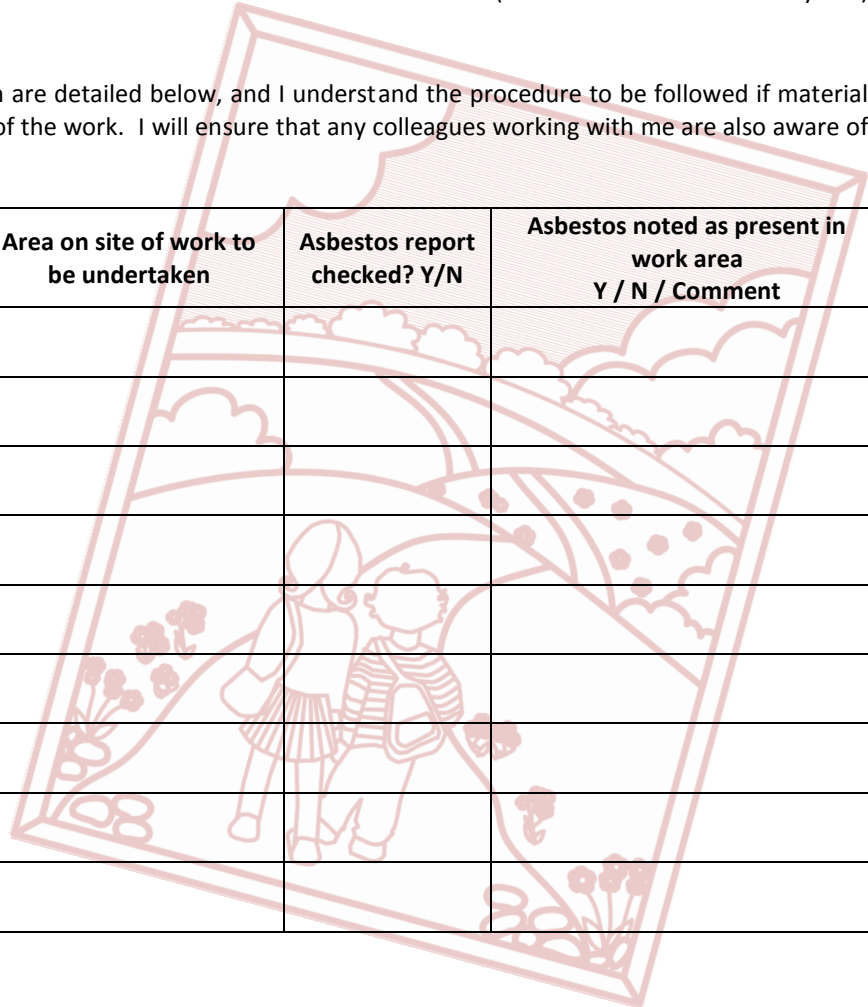 are detailed below, and I understand the procedure to be followed if material
of the work. I will ensure that any colleagues working with me are also aware of
Area on site of work to
be undertaken
Asbestos report
checked? Y/N
Asbestos noted as present in
work area
Y / N / Comment